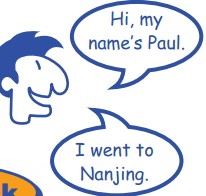 Hi, my
name's Paul.
I went to
Nanjing.
k